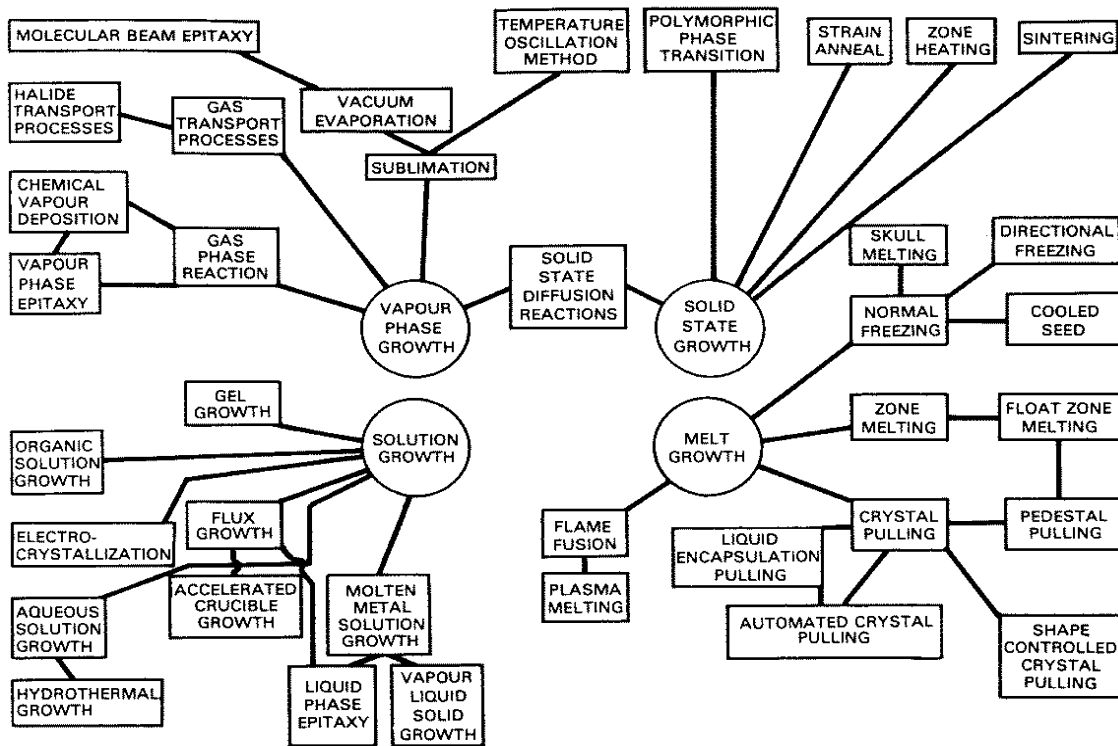 MOLECULAR BEAM EPITAXY
TEMPERATURE
OSCILLATION
METHOD
POLYMORPHIC
PHASE
TRANSITION
STRAIN
ANNEAL
ZONE
HEATING
SINTERING
HALIDE
TRANSPORT
PROCESSES
GAS
TRANSPORT
PROCESSES
VACUUM
EVAPORATION
SUBLIMATION
CHEMICAL
VAPOUR
DEPOSITION
GAS
PHASE
REACTION
VAPOUR
PHASE
EPITAXY
VAPOUR
PHASE
GROWTH
SOLID
STATE
DIFFUSION
REACTIONS
SOLID
STATE
GROWTH
SKULL
MELTING
DIRECTIONAL
FREEZING
NORMAL
FREEZING
COOLED
SEED
GEL
GROWTH
SOLUTION
GROWTH
ORGANIC
SOLUTION
GROWTH
ELECTRO-
CRYSTALLIZATION
FLUX
GROWTH
ACCELERATED
CRUCIBLE
GROWTH
MOLTEN
METAL
SOLUTION
GROWTH
AQUEOUS
SOLUTION
GROWTH
HYDROTHERMAL
GROWTH
LIQUID
PHASE
EPITAXY
VAPOUR
LIQUID
SOLID
GROWTH
MELT
GROWTH
ZONE
MELTING
FLOAT ZONE
MELTING
FLAME
FUSION
PLASMA
MELTING
CRYSTAL
PULLING
PEDESTAL
PULLING
LIQUID
ENCAPSULATION
PULLING
AUTOMATED CRYSTAL
PULLING
SHAPE
CONTROLLED
CRYSTAL
PULLING